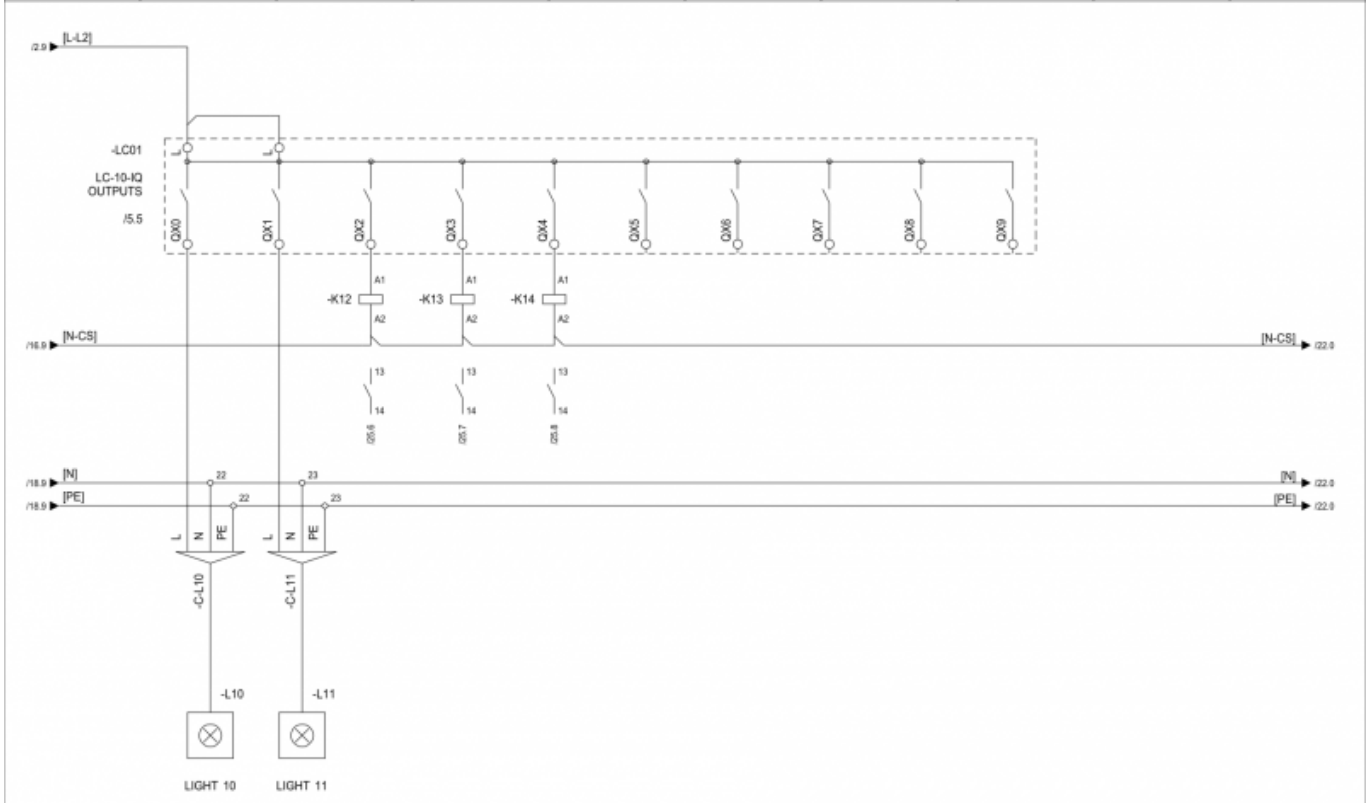 [L-L2]
/2.9
-LC01
L
L
LC-10-IQ
OUTPUTS
/5.5
QX0
QX1
QX2
QX3
QX4
QX5
QX6
QX7
QX8
QX9
A1
A1
A1
-K12
-K13
-K14
A2
A2
A2
[N-CS]
[N-CS]
/16.9
/22.0
13
13
13
14
14
14
/25.6
/25.7
/25.8
[N]
22
23
[N]
/18.9
/22.0
[PE]
22
23
[PE]
/18.9
/22.0
L
N
PE
L
N
PE
-C-L10
-C-L11
-L10
-L11
LIGHT 10
LIGHT 11